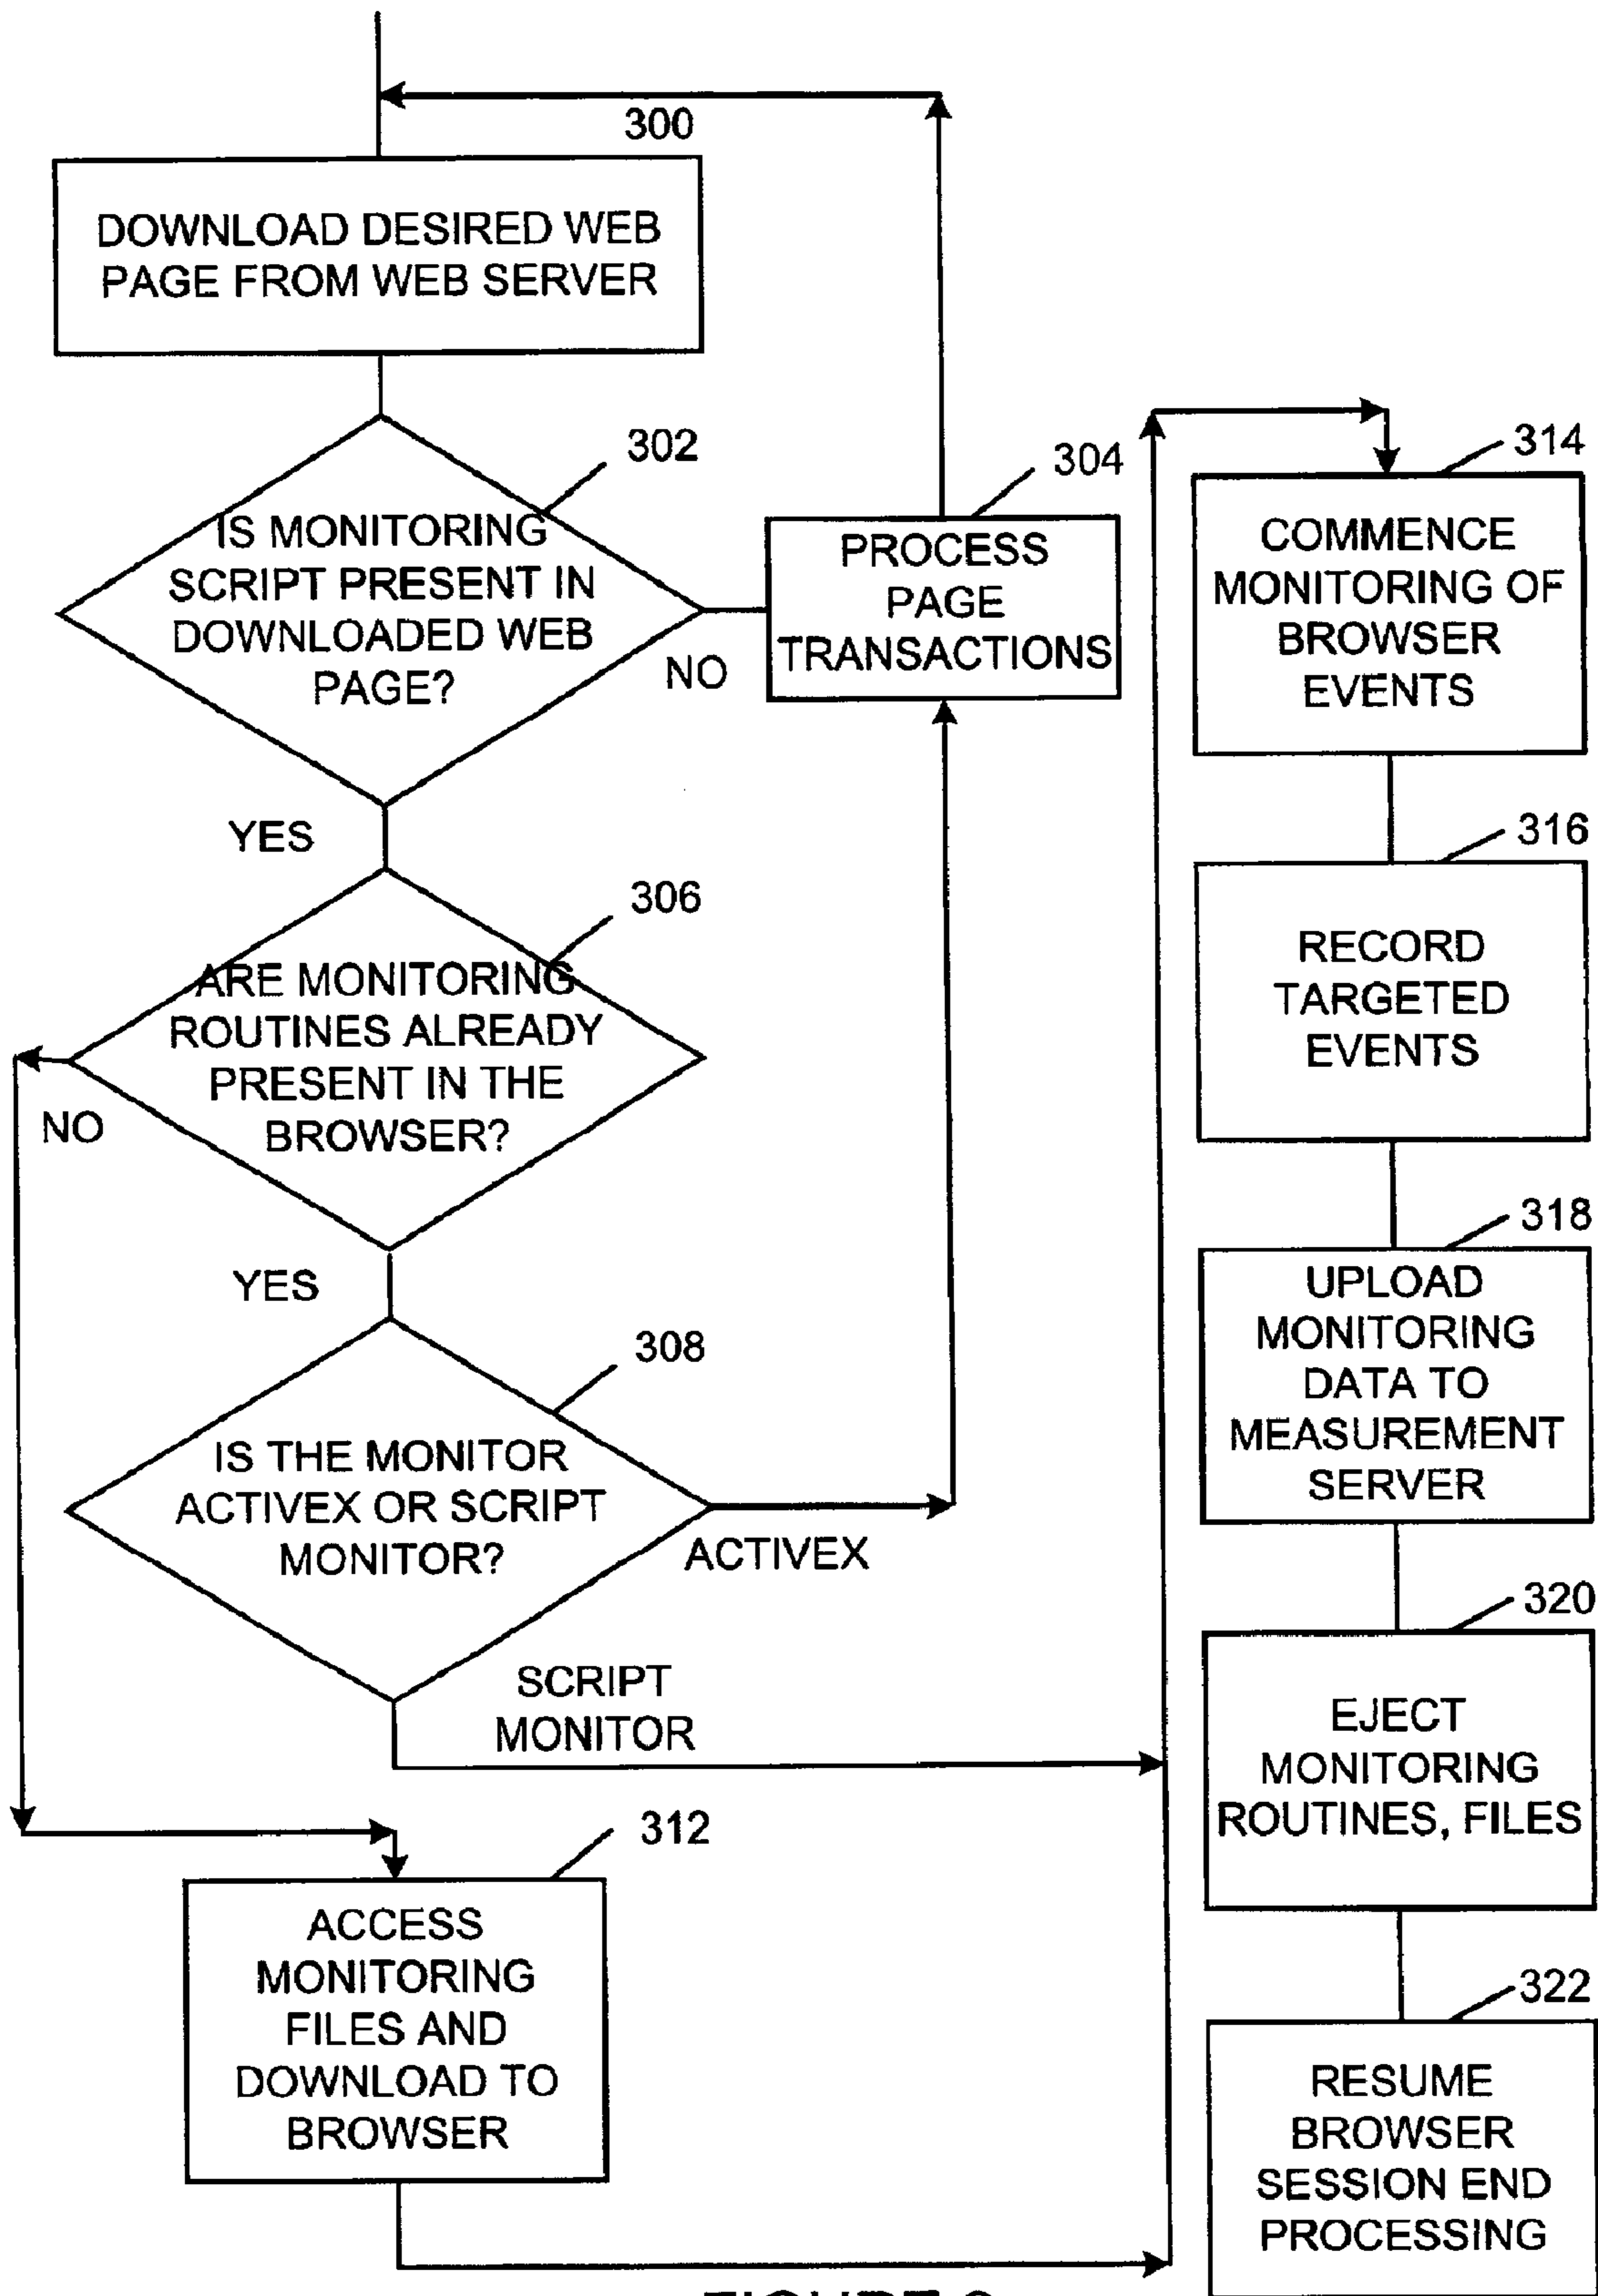 300
DOWNLOAD DESIRED WEB
PAGE FROM WEB SERVER
302
IS MONITORING
SCRIPT PRESENT IN
DOWNLOADED WEB
PAGE?
NO
304
PROCESS
PAGE
TRANSACTIONS
YES
306
ARE MONITORING
ROUTINES ALREADY
PRESENT IN THE
BROWSER?
NO
YES
308
IS THE MONITOR
ACTIVEX OR SCRIPT
MONITOR?
ACTIVEX
SCRIPT
MONITOR
312
ACCESS
MONITORING
FILES AND
DOWNLOAD TO
BROWSER
314
COMMENCE
MONITORING OF
BROWSER
EVENTS
316
RECORD
TARGETED
EVENTS
318
UPLOAD
MONITORING
DATA TO
MEASUREMENT
SERVER
320
EJECT
MONITORING
ROUTINES, FILES
322
RESUME
BROWSER
SESSION END
PROCESSING
FIGURE